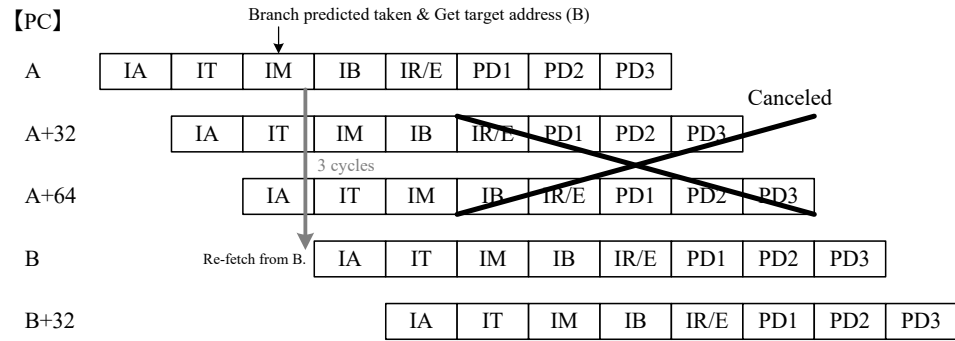 Branch predicted taken & Get target address (B)
【PC】
A IA IT IM IB IR/E PD1 PD2 PD3
Canceled
A+32 IA IT IM IB IR/E PD1 PD2 PD3
3 cycles
A+64 IA IT IM IB IR/E PD1 PD2 PD3
B Re-fetch from B. IA IT IM IB IR/E PD1 PD2 PD3
B+32 IA IT IM IB IR/E PD1 PD2 PD3